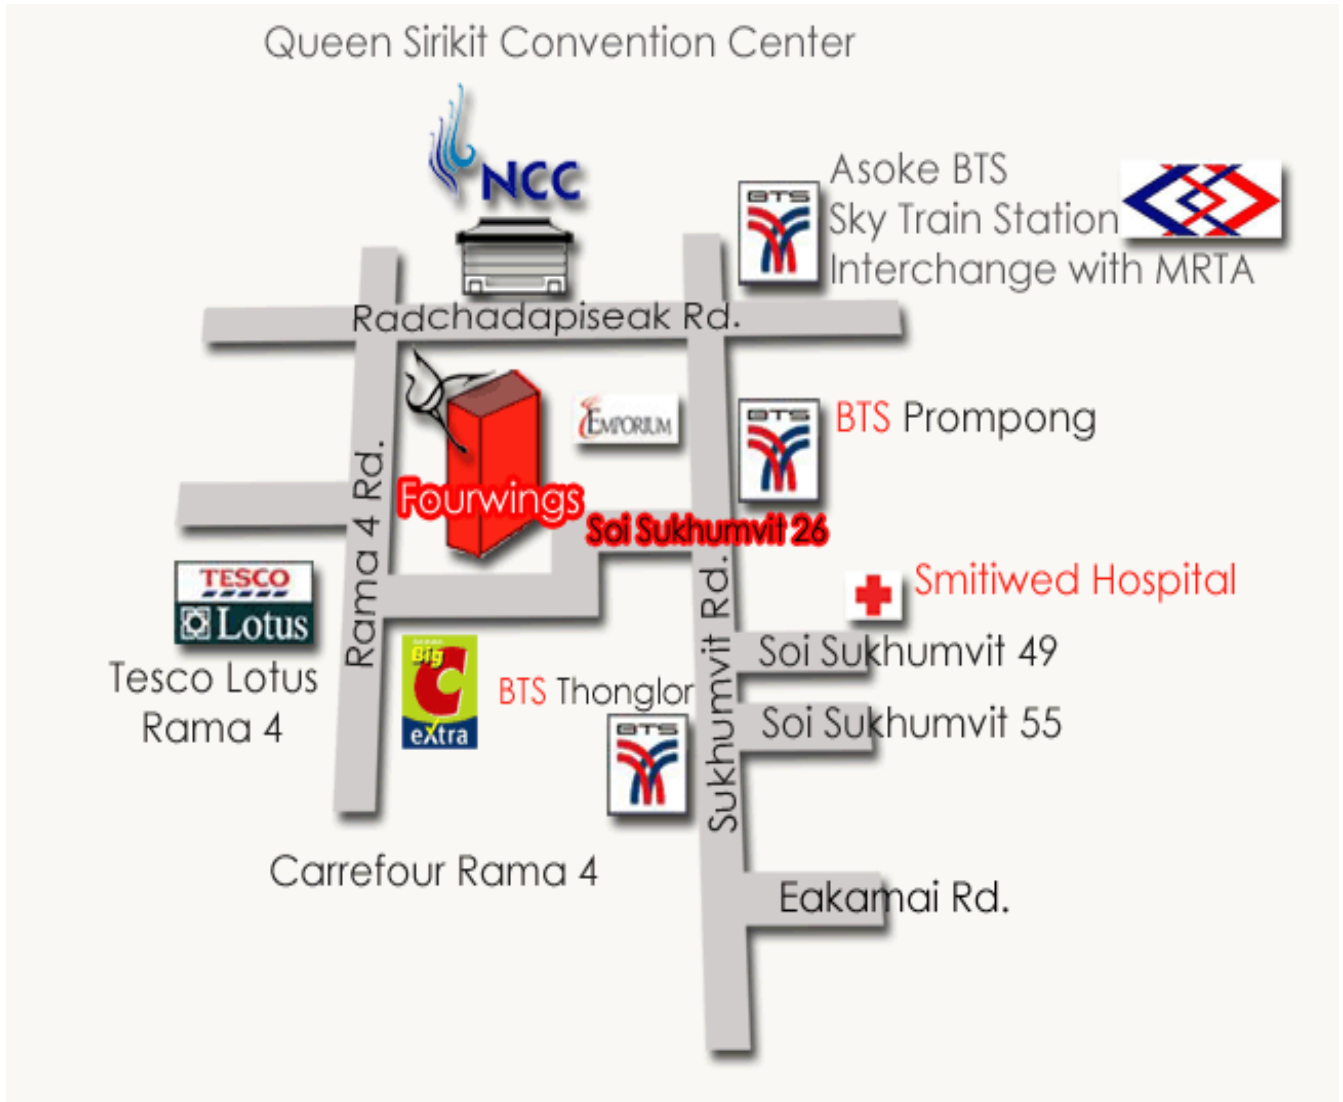 Queen Sirikit Convention Center
NCC
BTS
Asoke BTS
Sky Train Station
Interchange with MRTA
Radchadapiseak Rd.
EMPORIUM
BTS
BTS Prompong
Rama 4 Rd.
Fourwings
Soi Sukhumvit 26
TESCO
Lotus
Tesco Lotus
Rama 4
Big
C
eXtra
BTS Thonglor
BTS
Sukhumvit Rd.
Smitiwed Hospital
Soi Sukhumvit 49
Soi Sukhumvit 55
Carrefour Rama 4
Eakamai Rd.